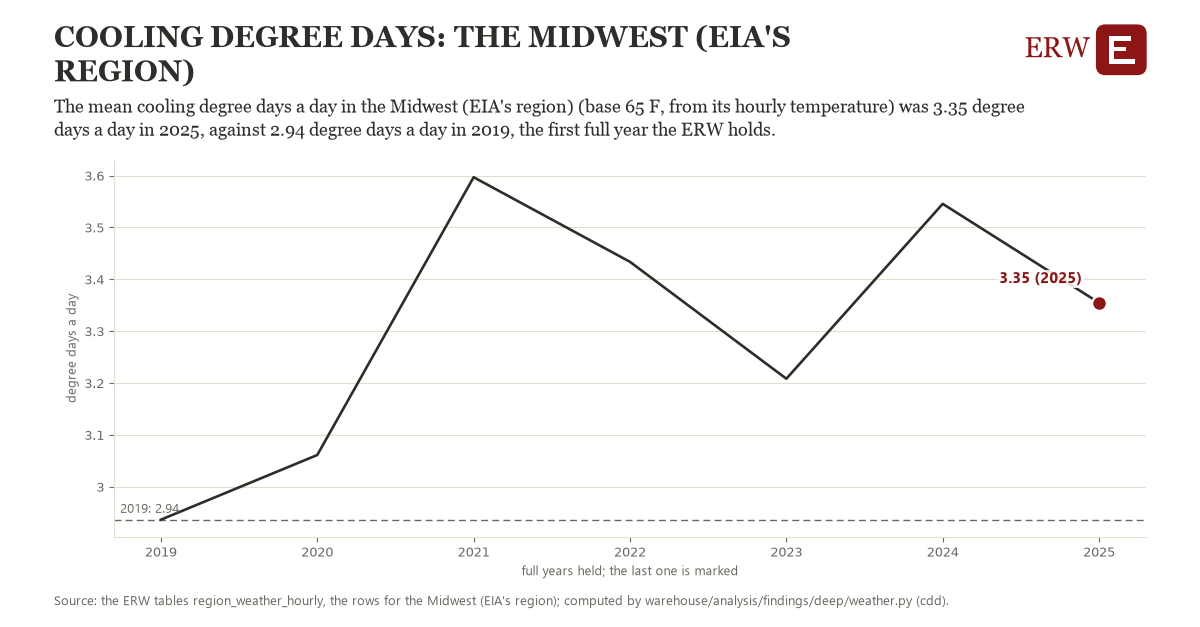 COOLING DEGREE DAYS: THE MIDWEST (EIA'S
REGION)
ERW E
The mean cooling degree days a day in the Midwest (EIA's region) (base 65 F, from its hourly temperature) was 3.35 degree
days a day in 2025, against 2.94 degree days a day in 2019, the first full year the ERW holds.
3.6
3.5
3.4
3.3
3.2
3.1
3
degree days a day
3.35 (2025)
2019: 2.94
2019 2020 2021 2022 2023 2024 2025
full years held; the last one is marked
Source: the ERW tables region_weather_hourly, the rows for the Midwest (EIA's region); computed by warehouse/analysis/findings/deep/weather.py (cdd).